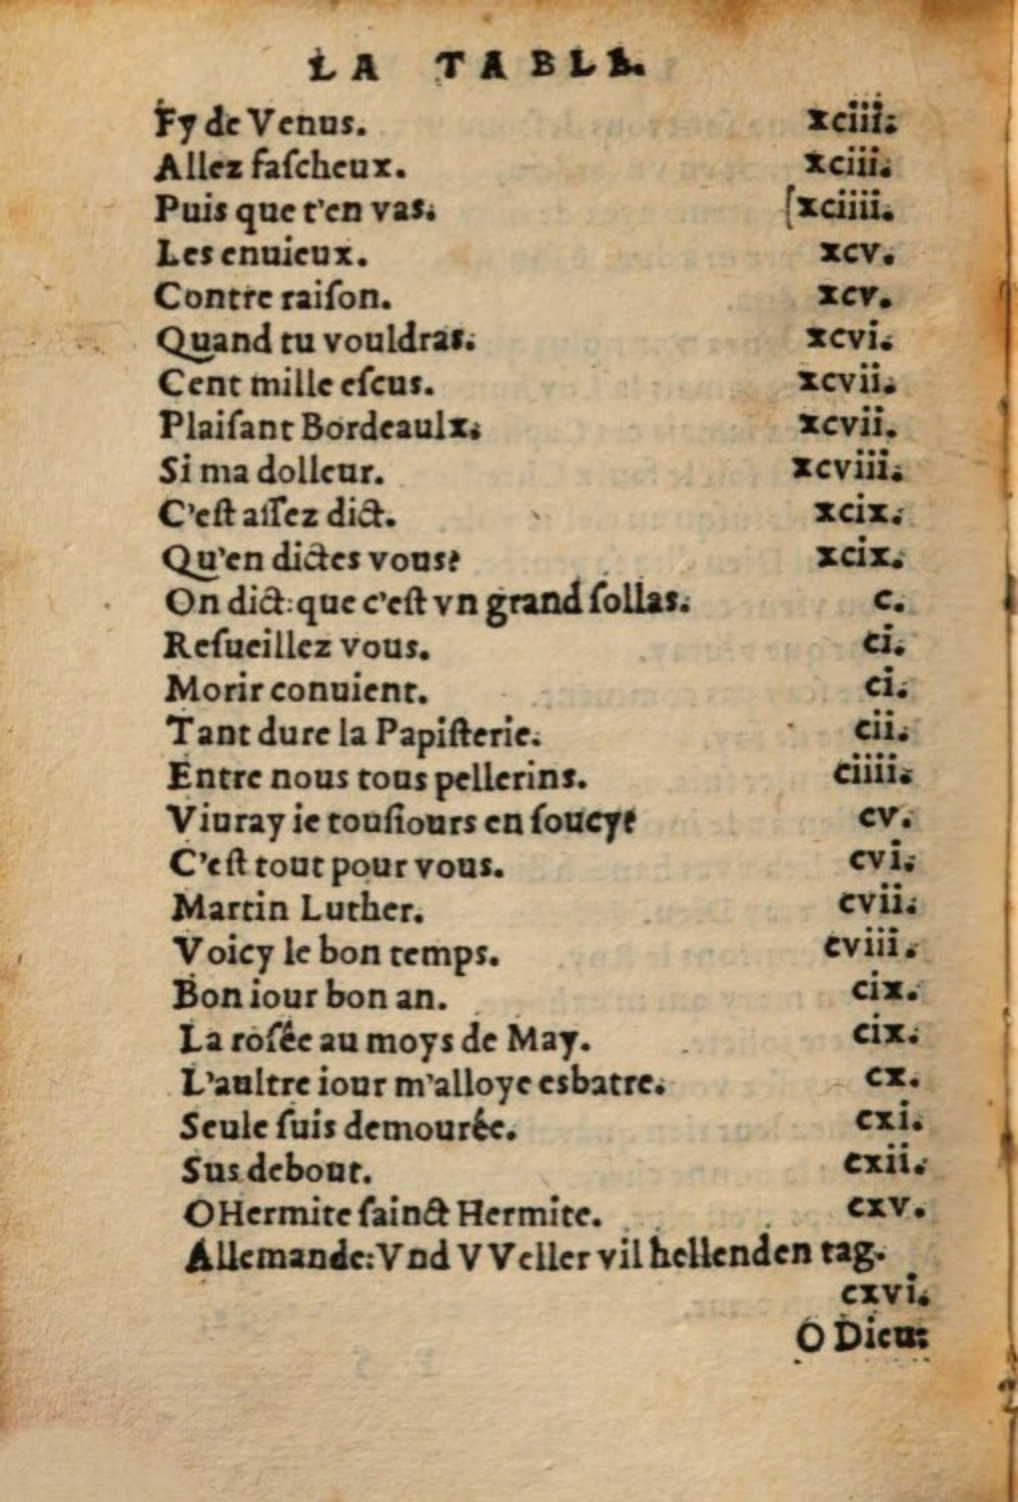 LA TABLE.
Fy de Venus. xciii.
Allez faſcheux. xciii.
Puis que t'en vas. [xciiii.
Les enuieux. xcv.
Contre raiſon. xcv.
Quand tu vouldras. xcvi.
Cent mille eſcus. xcvii.
Plaiſant Bordeaulx. xcvii.
Si ma dolleur. xcviii.
C'eſt aſſez dict. xcix.
Qu'en dictes vous? xcix.
On dict que c'eſt vn grand ſollas. c.
Reſueillez vous. ci.
Morir conuient. ci.
Tant dure la Papiſterie. cii.
Entre nous tous pellerins. ciiii.
Viuray ie touſiours en ſoucy? cv.
C'eſt tout pour vous. cvi.
Martin Luther. cvii.
Voicy le bon temps. cviii.
Bon iour bon an. cix.
La roſée au moys de May. cix.
L'aultre iour m'alloye esbatre. cx.
Seule ſuis demourée. cxi.
Sus debout. cxii.
O Hermite ſainct Hermite. cxv.
Allemande: Vnd VVeller vil hellenden tag.
cxvi.
O Dieu: